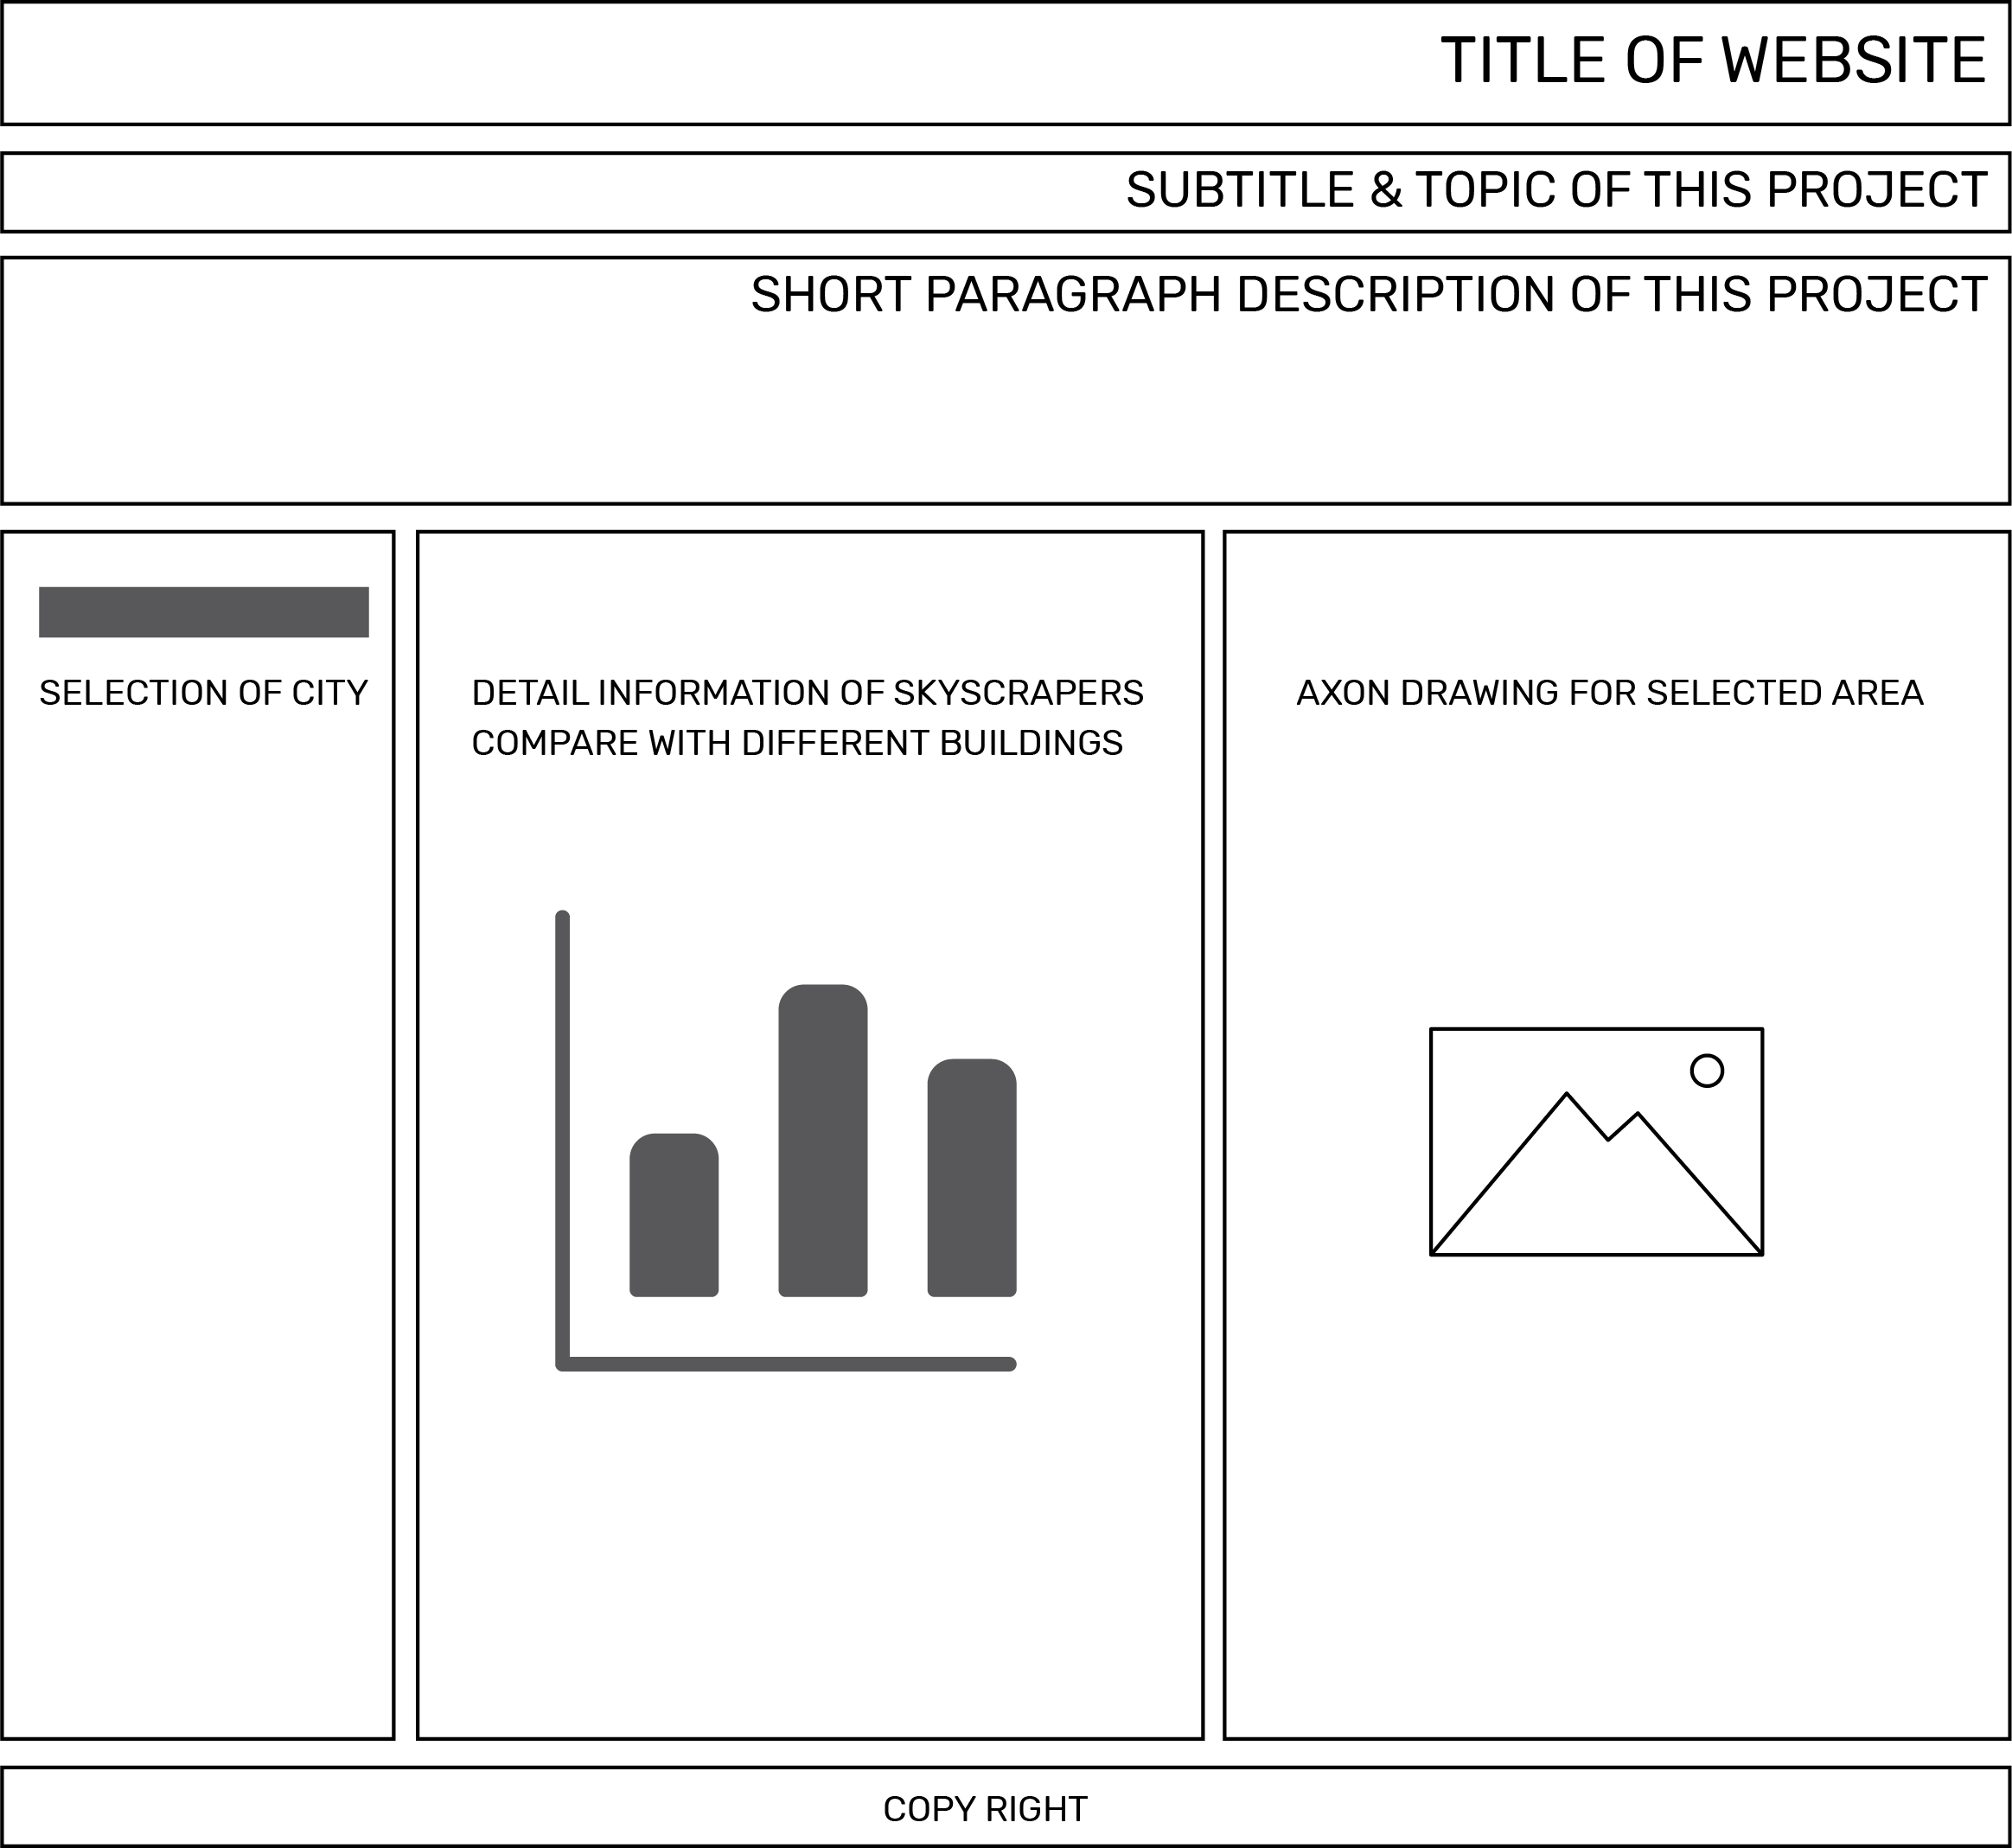 TITLE OF WEBSITE
SUBTITLE & TOPIC OF THIS PROJECT
SHORT PARAGRAPH DESCRIPTION OF THIS PROJECT
SELECTION OF CITY
DETAIL INFORMATION OF SKYSCRAPERS
COMPARE WITH DIFFERENT BUILDINGS
AXON DRAWING FOR SELECTED AREA
COPY RIGHT